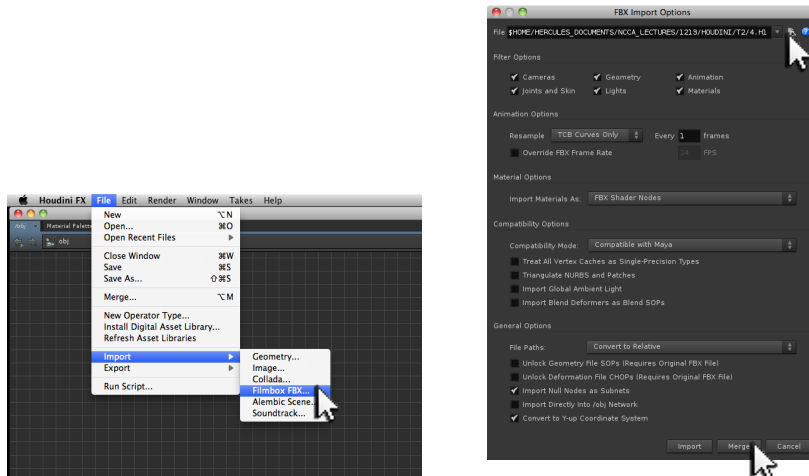 Houdini FX File Edit Render Window Takes Help
/obj Material Palette
obj
New ⌥N
Open... ⌘O
Open Recent Files ▶
Close Window ⌘W
Save ⌘S
Save As... ⇧⌘S
Merge... ⌥M
New Operator Type...
Install Digital Asset Library...
Refresh Asset Libraries
Import ▶
Export ▶
Run Script...
Geometry...
Image...
Collada...
Filmbox FBX...
Alembic Scene...
Soundtrack...
FBX Import Options
File $HOME/HERCULES_DOCUMENTS/NCCA_LECTURES/1213/HOUDINI/T2/4.H1
Filter Options
Cameras Geometry Animation
Joints and Skin Lights Materials
Animation Options
Resample TCB Curves Only Every 1 frames
Override FBX Frame Rate 24 FPS
Material Options
Import Materials As: FBX Shader Nodes
Compatibility Options
Compatibility Mode: Compatible with Maya
Treat All Vertex Caches as Single-Precision Types
Triangulate NURBS and Patches
Import Global Ambient Light
Import Blend Deformers as Blend SOPs
General Options
File Paths: Convert to Relative
Unlock Geometry File SOPs (Requires Original FBX File)
Unlock Deformation File CHOPs (Requires Original FBX File)
Import Null Nodes as Subnets
Import Directly Into /obj Network
Convert to Y-up Coordinate System
Import Merge Cancel